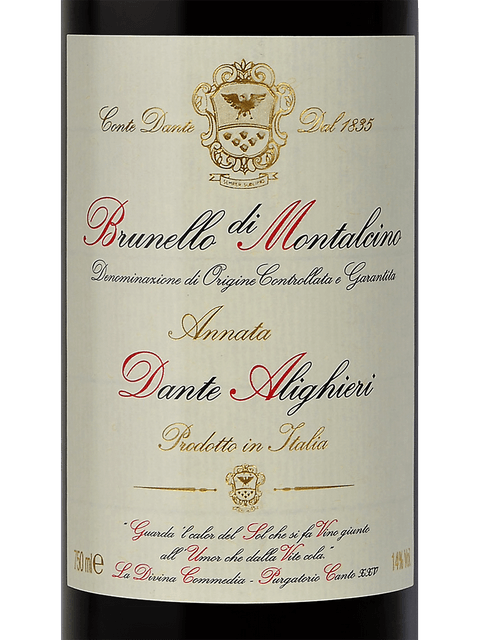 Conte Dante Dal 1835
SEMPER SUBLIMIS
Brunello di Montalcino
Denominazione di Origine Controllata e Garantita
Annata
Dante Alighieri
Prodotto in Italia
"Guarda 'l calor del Sol che si fa Vino giunto
all' "Umor che dalla Vite cola."
La Divina Commedia - Purgatorio Canto XXV
750 ml e
14% Vol.